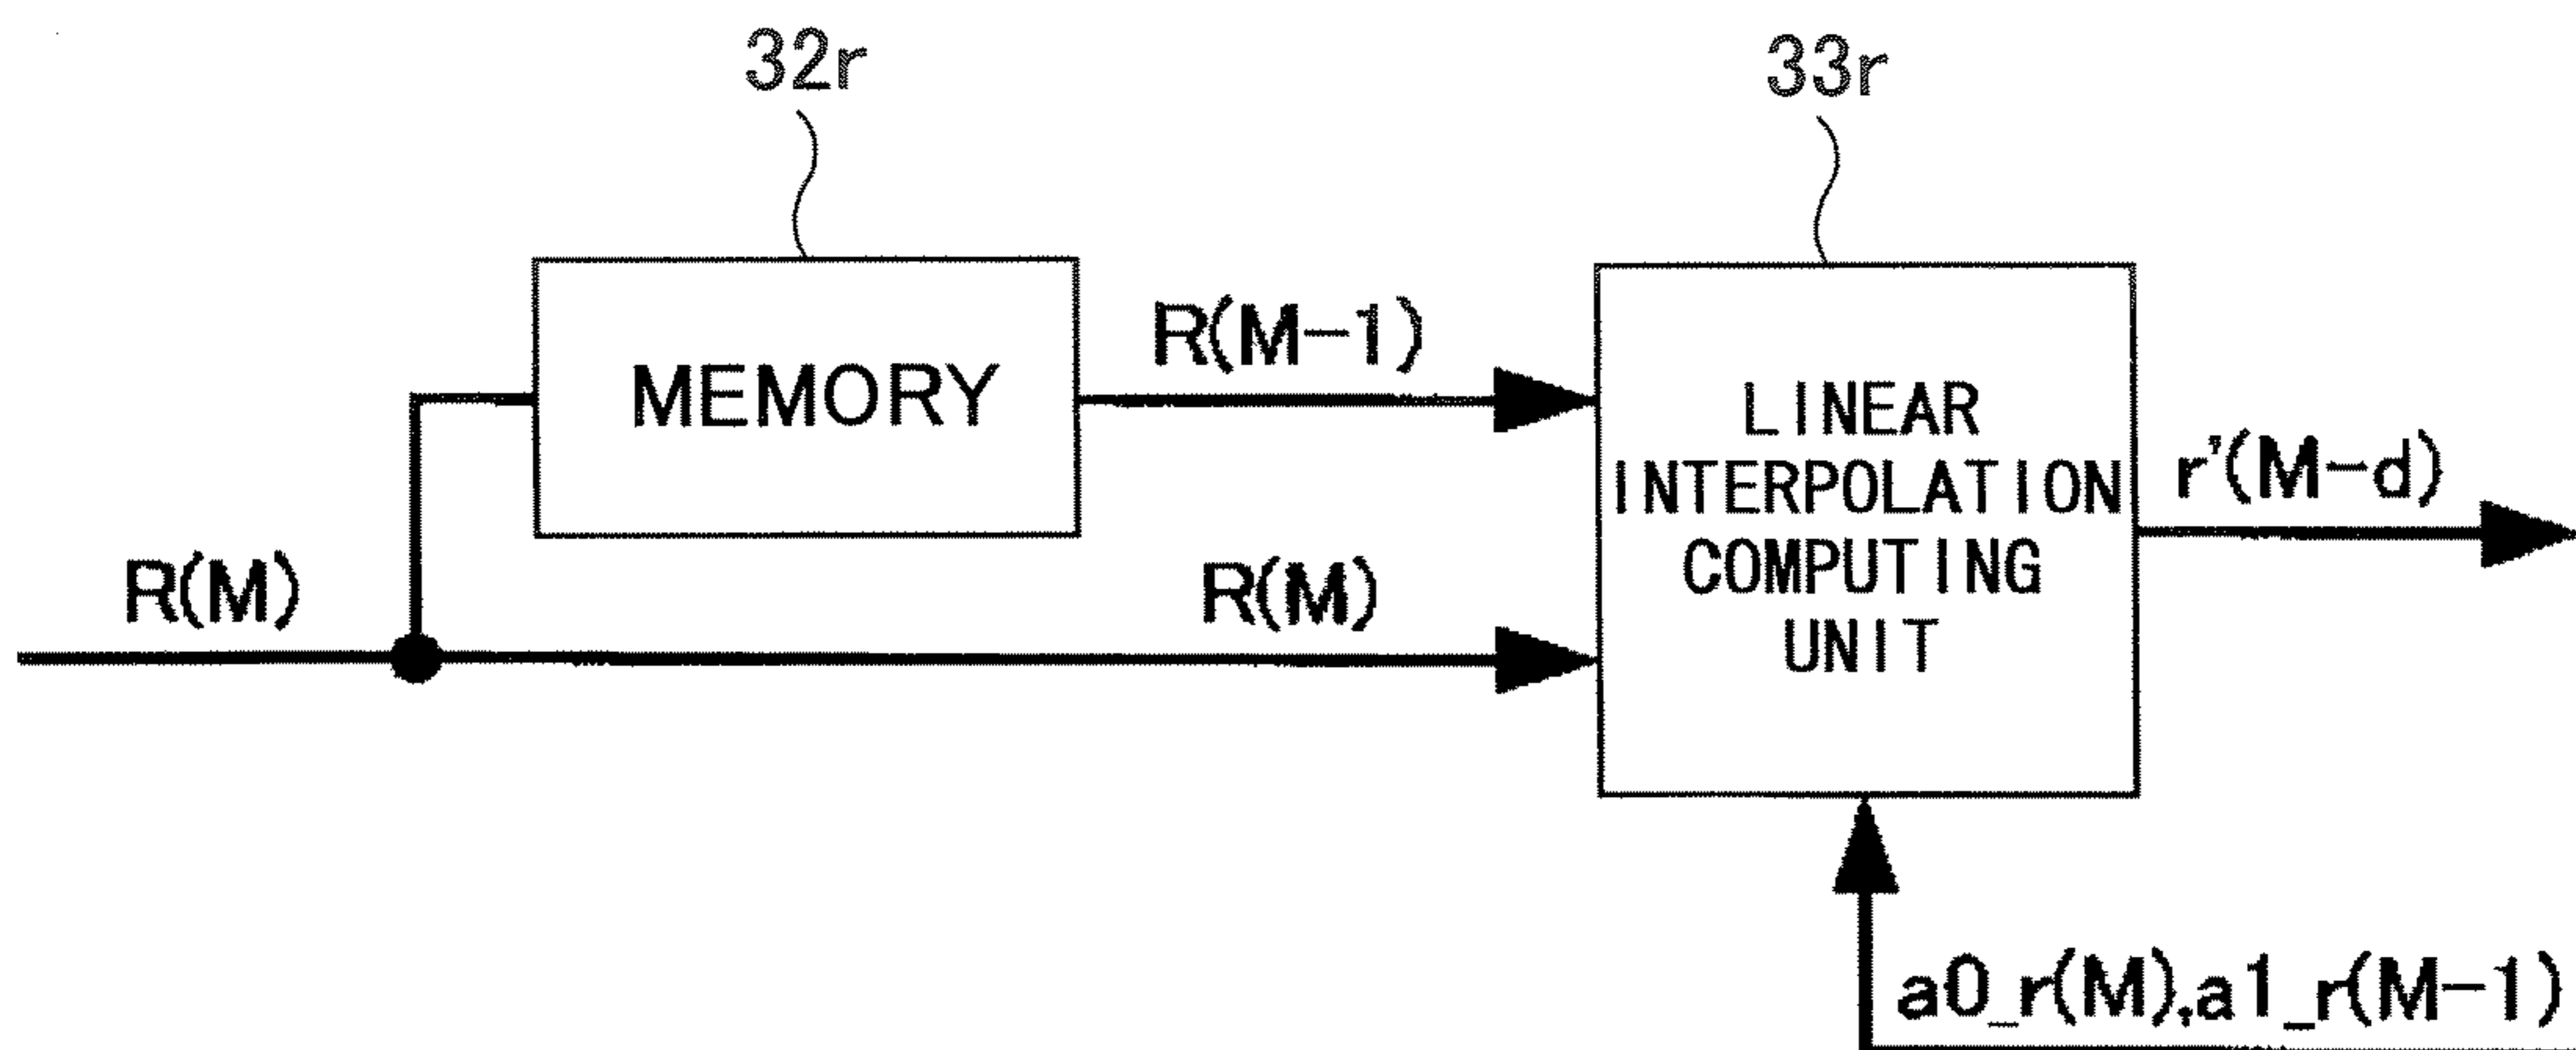 32r
33r
MEMORY
R(M-1)
LINEAR
INTERPOLATION
COMPUTING
UNIT
r'(M-d)
R(M)
R(M)
a0_r(M),a1_r(M-1)